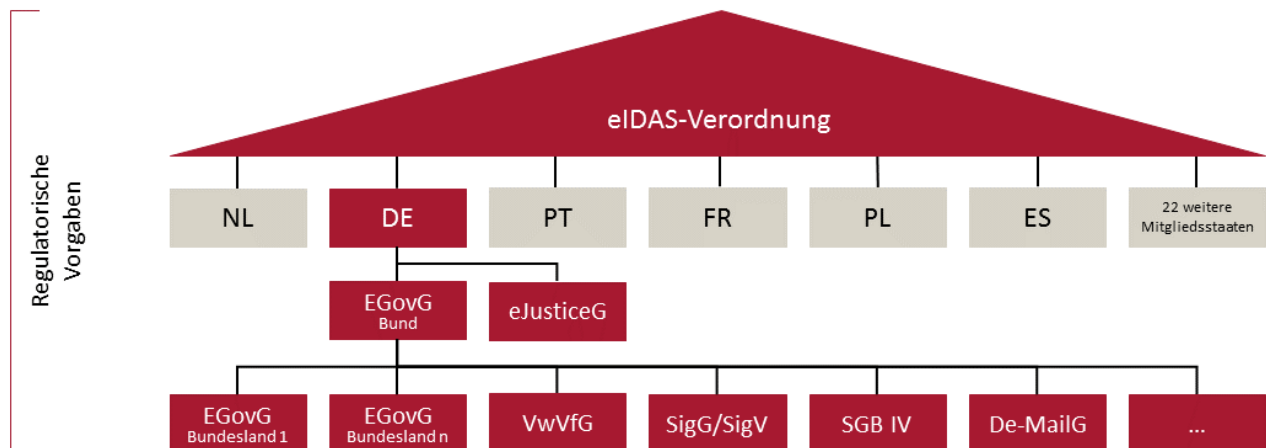 eIDAS-Verordnung
Regulatorische
Vorgaben
NL
DE
PT
FR
PL
ES
22 weitere
Mitgliedsstaaten
EGovG
Bund
eJusticeG
EGovG
Bundesland 1
EGovG
Bundesland n
VwVfG
SigG/SigV
SGB IV
De-MailG
...